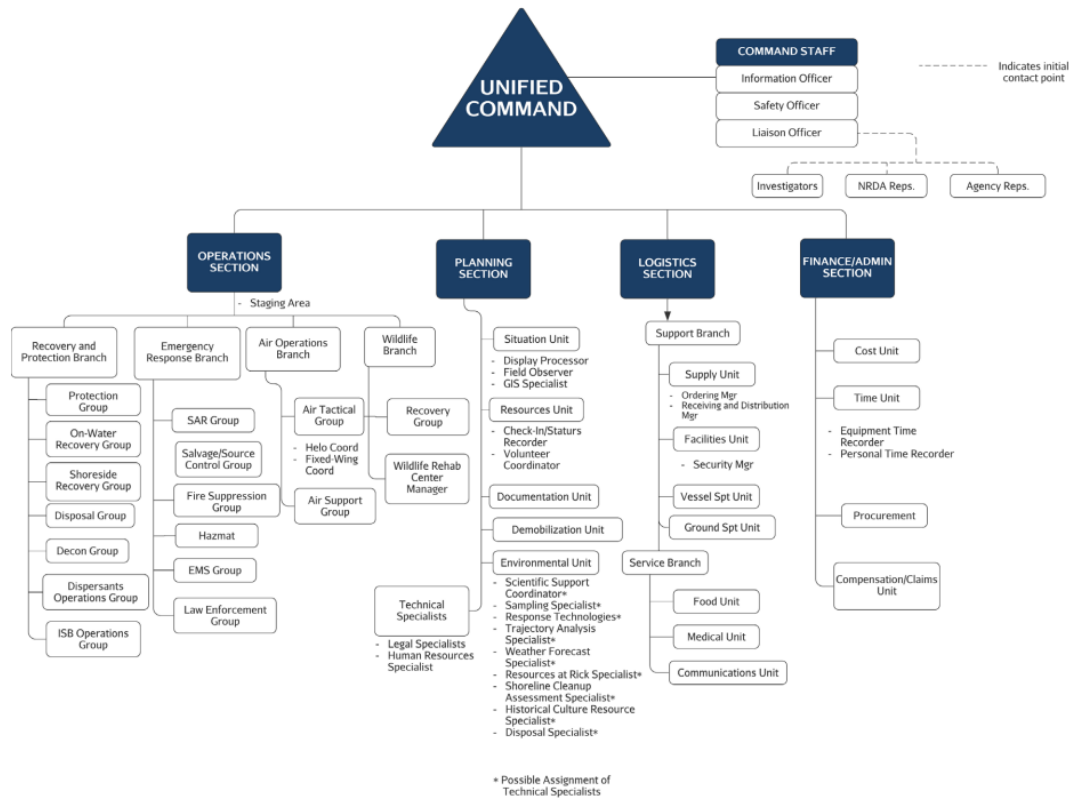 UNIFIED
COMMAND
COMMAND STAFF
Information Officer
Safety Officer
Liaison Officer
Indicates initial
contact point
Investigators
NRDA Reps.
Agency Reps.
OPERATIONS
SECTION
- Staging Area
Recovery and
Protection Branch
Protection
Group
On-Water
Recovery Group
Shoreside
Recovery Group
Disposal Group
Decon Group
Dispersants
Operations Group
ISB Operations
Group
Emergency
Response Branch
SAR Group
Salvage/Source
Control Group
Fire Suppression
Group
Hazmat
EMS Group
Law Enforcement
Group
Air Operations
Branch
Air Tactical
Group
- Helo Coord
- Fixed-Wing
Coord
Air Support
Group
Wildlife
Branch
Recovery
Group
Wildlife Rehab
Center
Manager
PLANNING
SECTION
Situation Unit
- Display Processor
- Field Observer
- GIS Specialist
Resources Unit
- Check-In/Staturs
Recorder
- Volunteer
Coordinator
Documentation Unit
Demobilization Unit
Environmental Unit
- Scientific Support
Coordinator*
- Sampling Specialist*
- Response Technologies*
- Trajectory Analysis
Specialist*
- Weather Forecast
Specialist*
- Resources at Rick Specialist*
- Shoreline Cleanup
Assessment Specialist*
- Historical Culture Resource
Specialist*
- Disposal Specialist*
Technical
Specialists
- Legal Specialists
- Human Resources
Specialist
* Possible Assignment of
Technical Specialists
LOGISTICS
SECTION
Support Branch
Supply Unit
- Ordering Mgr
- Receiving and Distribution
Mgr
Facilities Unit
- Security Mgr
Vessel Spt Unit
Ground Spt Unit
Service Branch
Food Unit
Medical Unit
Communications Unit
FINANCE/ADMIN
SECTION
Cost Unit
Time Unit
- Equipment Time
Recorder
- Personal Time Recorder
Procurement
Compensation/Claims
Unit